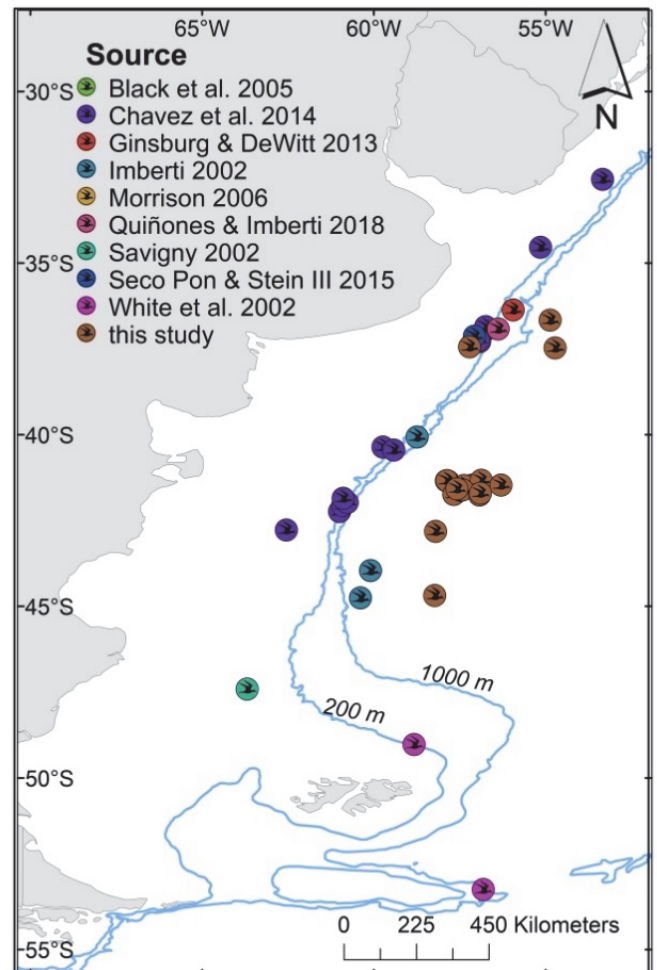 65°W 60°W 55°W
Source
Black et al. 2005
Chavez et al. 2014
Ginsburg & DeWitt 2013
Imberti 2002
Morrison 2006
Quiñones & Imberti 2018
Savigny 2002
Seco Pon & Stein III 2015
White et al. 2002
this study
N
30°S
35°S
40°S
45°S
1000 m
200 m
50°S
0 225 450 Kilometers
55°S